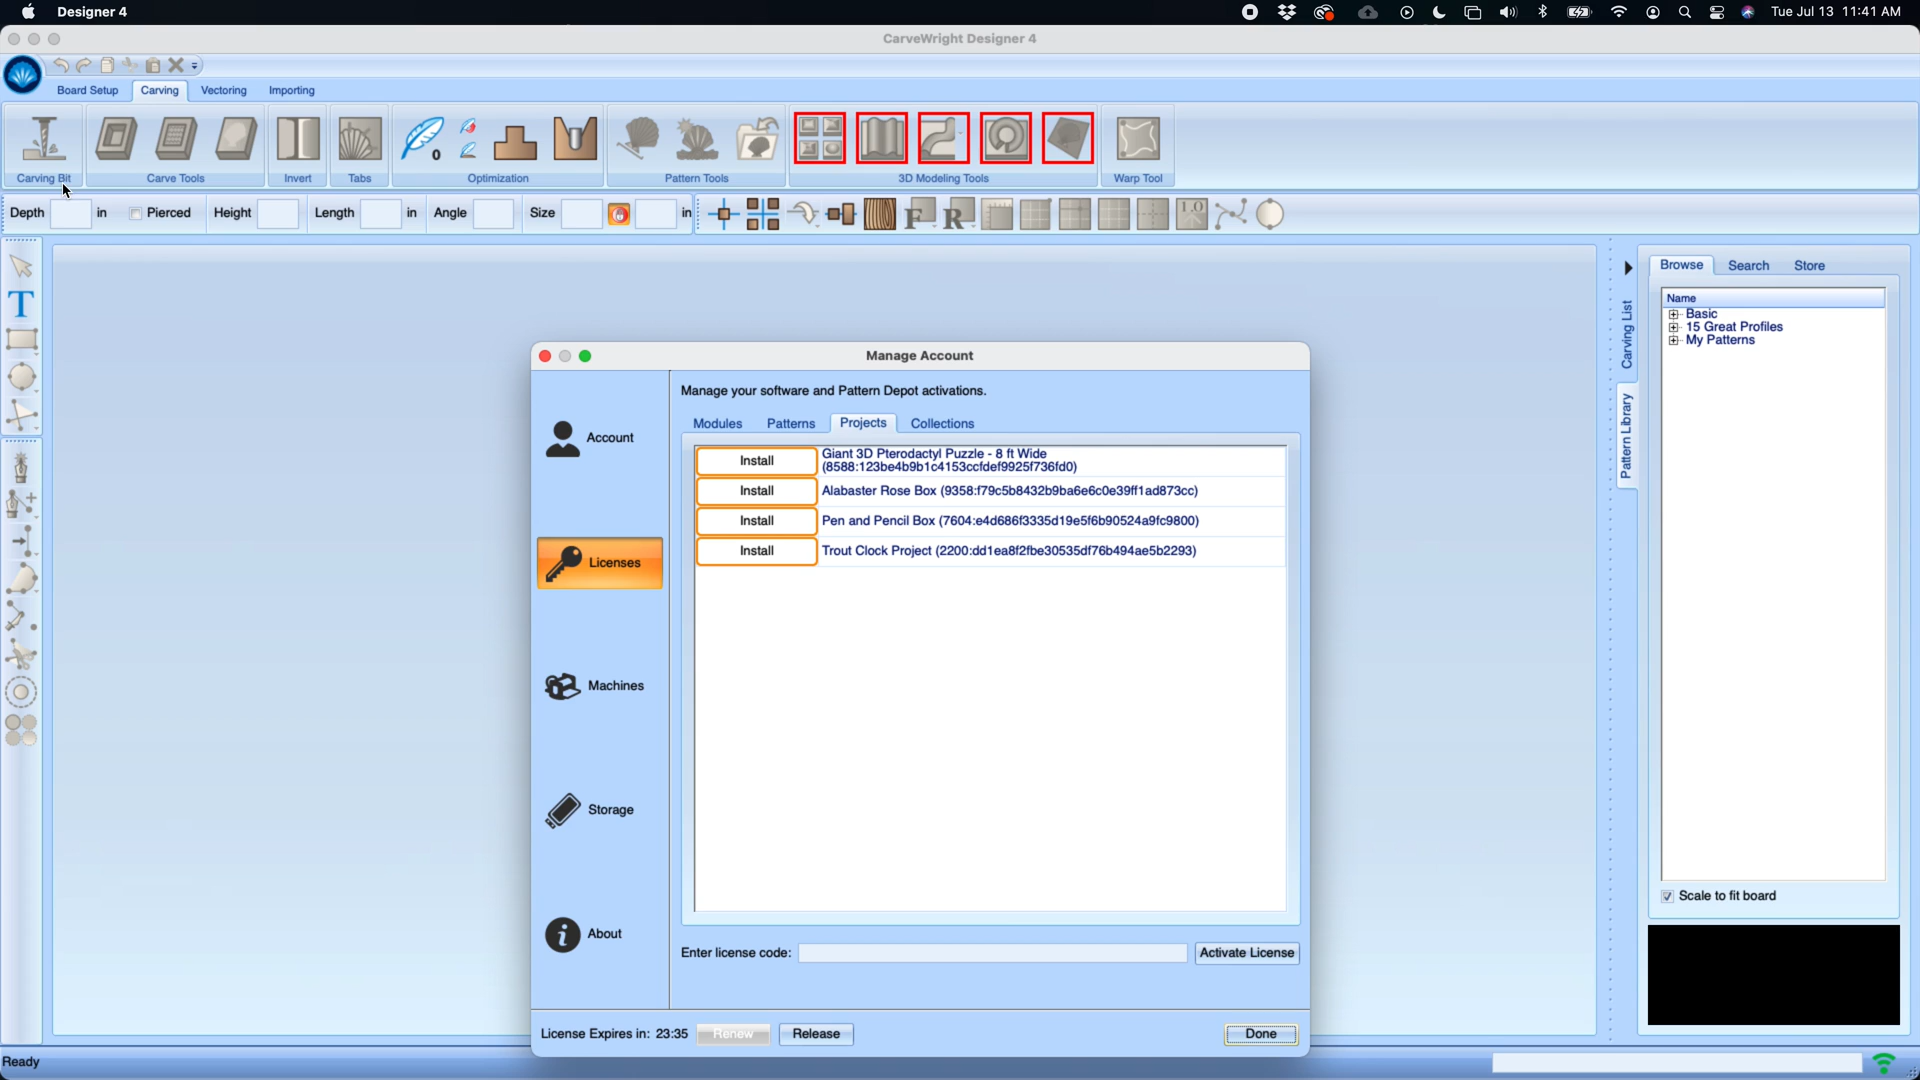 Designer 4
Tue Jul 13 11:41 AM
CarveWright Designer 4
Board Setup Carving Vectoring Importing
0
Carving Bit Carve Tools Invert Tabs Optimization Pattern Tools 3D Modeling Tools Warp Tool
Depth in Pierced Height Length in Angle Size in F R 1.0
T
Browse Search Store
Name
Basic
15 Great Profiles
My Patterns
Carving List
Pattern Library
Scale to fit board
Manage Account
Account
Licenses
Machines
Storage
About
Manage your software and Pattern Depot activations.
Modules Patterns Projects Collections
Install Giant 3D Pterodactyl Puzzle - 8 ft Wide
(8588:123be4b9b1c4153ccfdef9925f736fd0)
Install Alabaster Rose Box (9358:f79c5b8432b9ba6e6c0e39ff1ad873cc)
Install Pen and Pencil Box (7604:e4d686f3335d19e5f6b90524a9fc9800)
Install Trout Clock Project (2200:dd1ea8f2fbe30535df76b494ae5b2293)
Enter license code: Activate License
License Expires in: 23:35 Renew Release Done
Ready